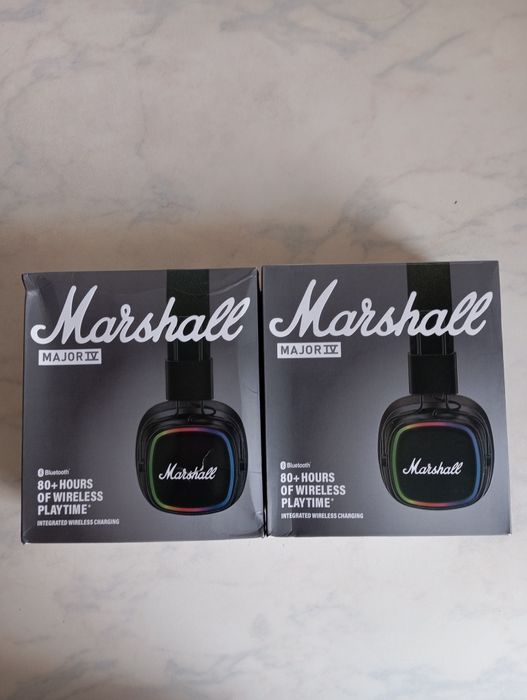 Marshall
MAJOR IV
Bluetooth®
80+ HOURS
OF WIRELESS
PLAYTIME*
INTEGRATED WIRELESS CHARGING
Marshall
Marshall
MAJOR IV
Bluetooth®
80+ HOURS
OF WIRELESS
PLAYTIME*
INTEGRATED WIRELESS CHARGING
Marshall